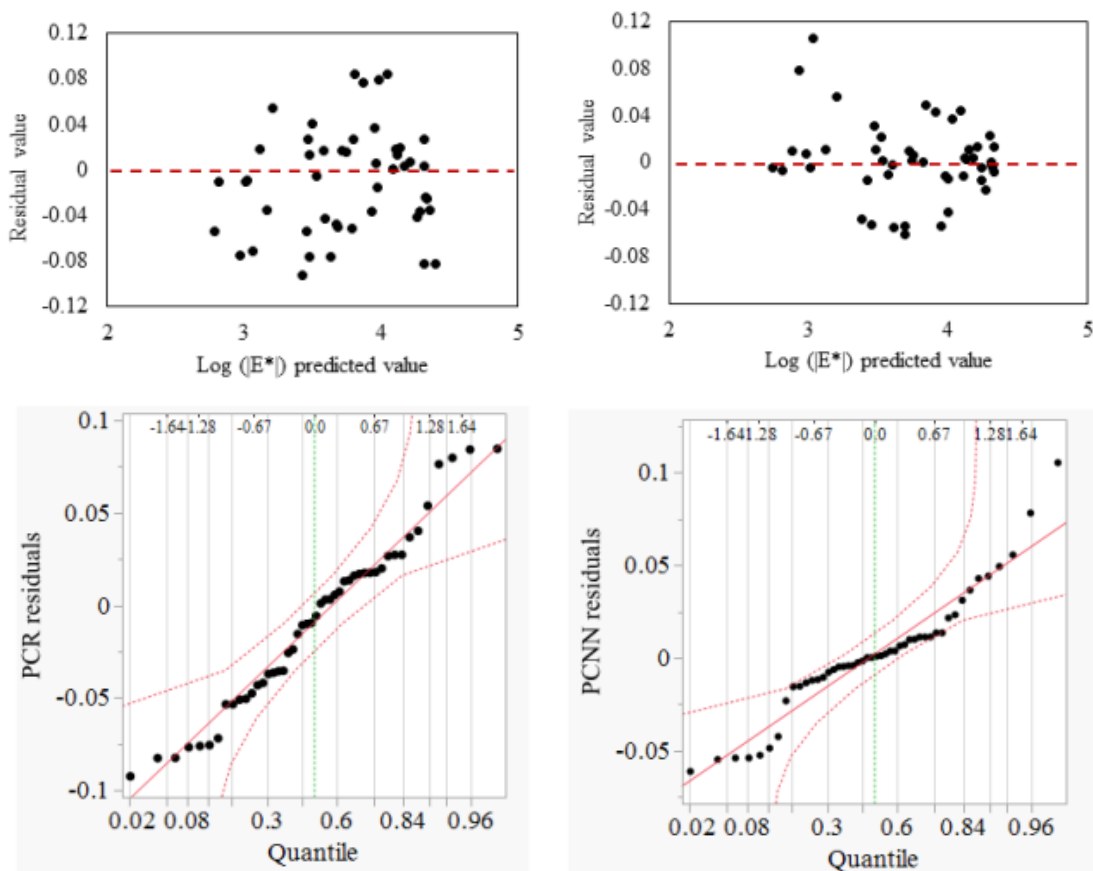 0.12
0.08
0.04
0
-0.04
-0.08
-0.12
Residual value
2 3 4 5
Log (|E*|) predicted value
0.12
0.08
0.04
0
-0.04
-0.08
-0.12
Residual value
2 3 4 5
Log (|E*|) predicted value
-1.64 -1.28 -0.67 0.0 0.67 1.28 1.64
0.1
0.05
0
-0.05
-0.1
PCR residuals
0.02 0.08 0.3 0.6 0.84 0.96
Quantile
-1.64 -1.28 -0.67 0.0 0.67 1.28 1.64
0.1
0.05
0
-0.05
PCNN residuals
0.02 0.08 0.3 0.6 0.84 0.96
Quantile